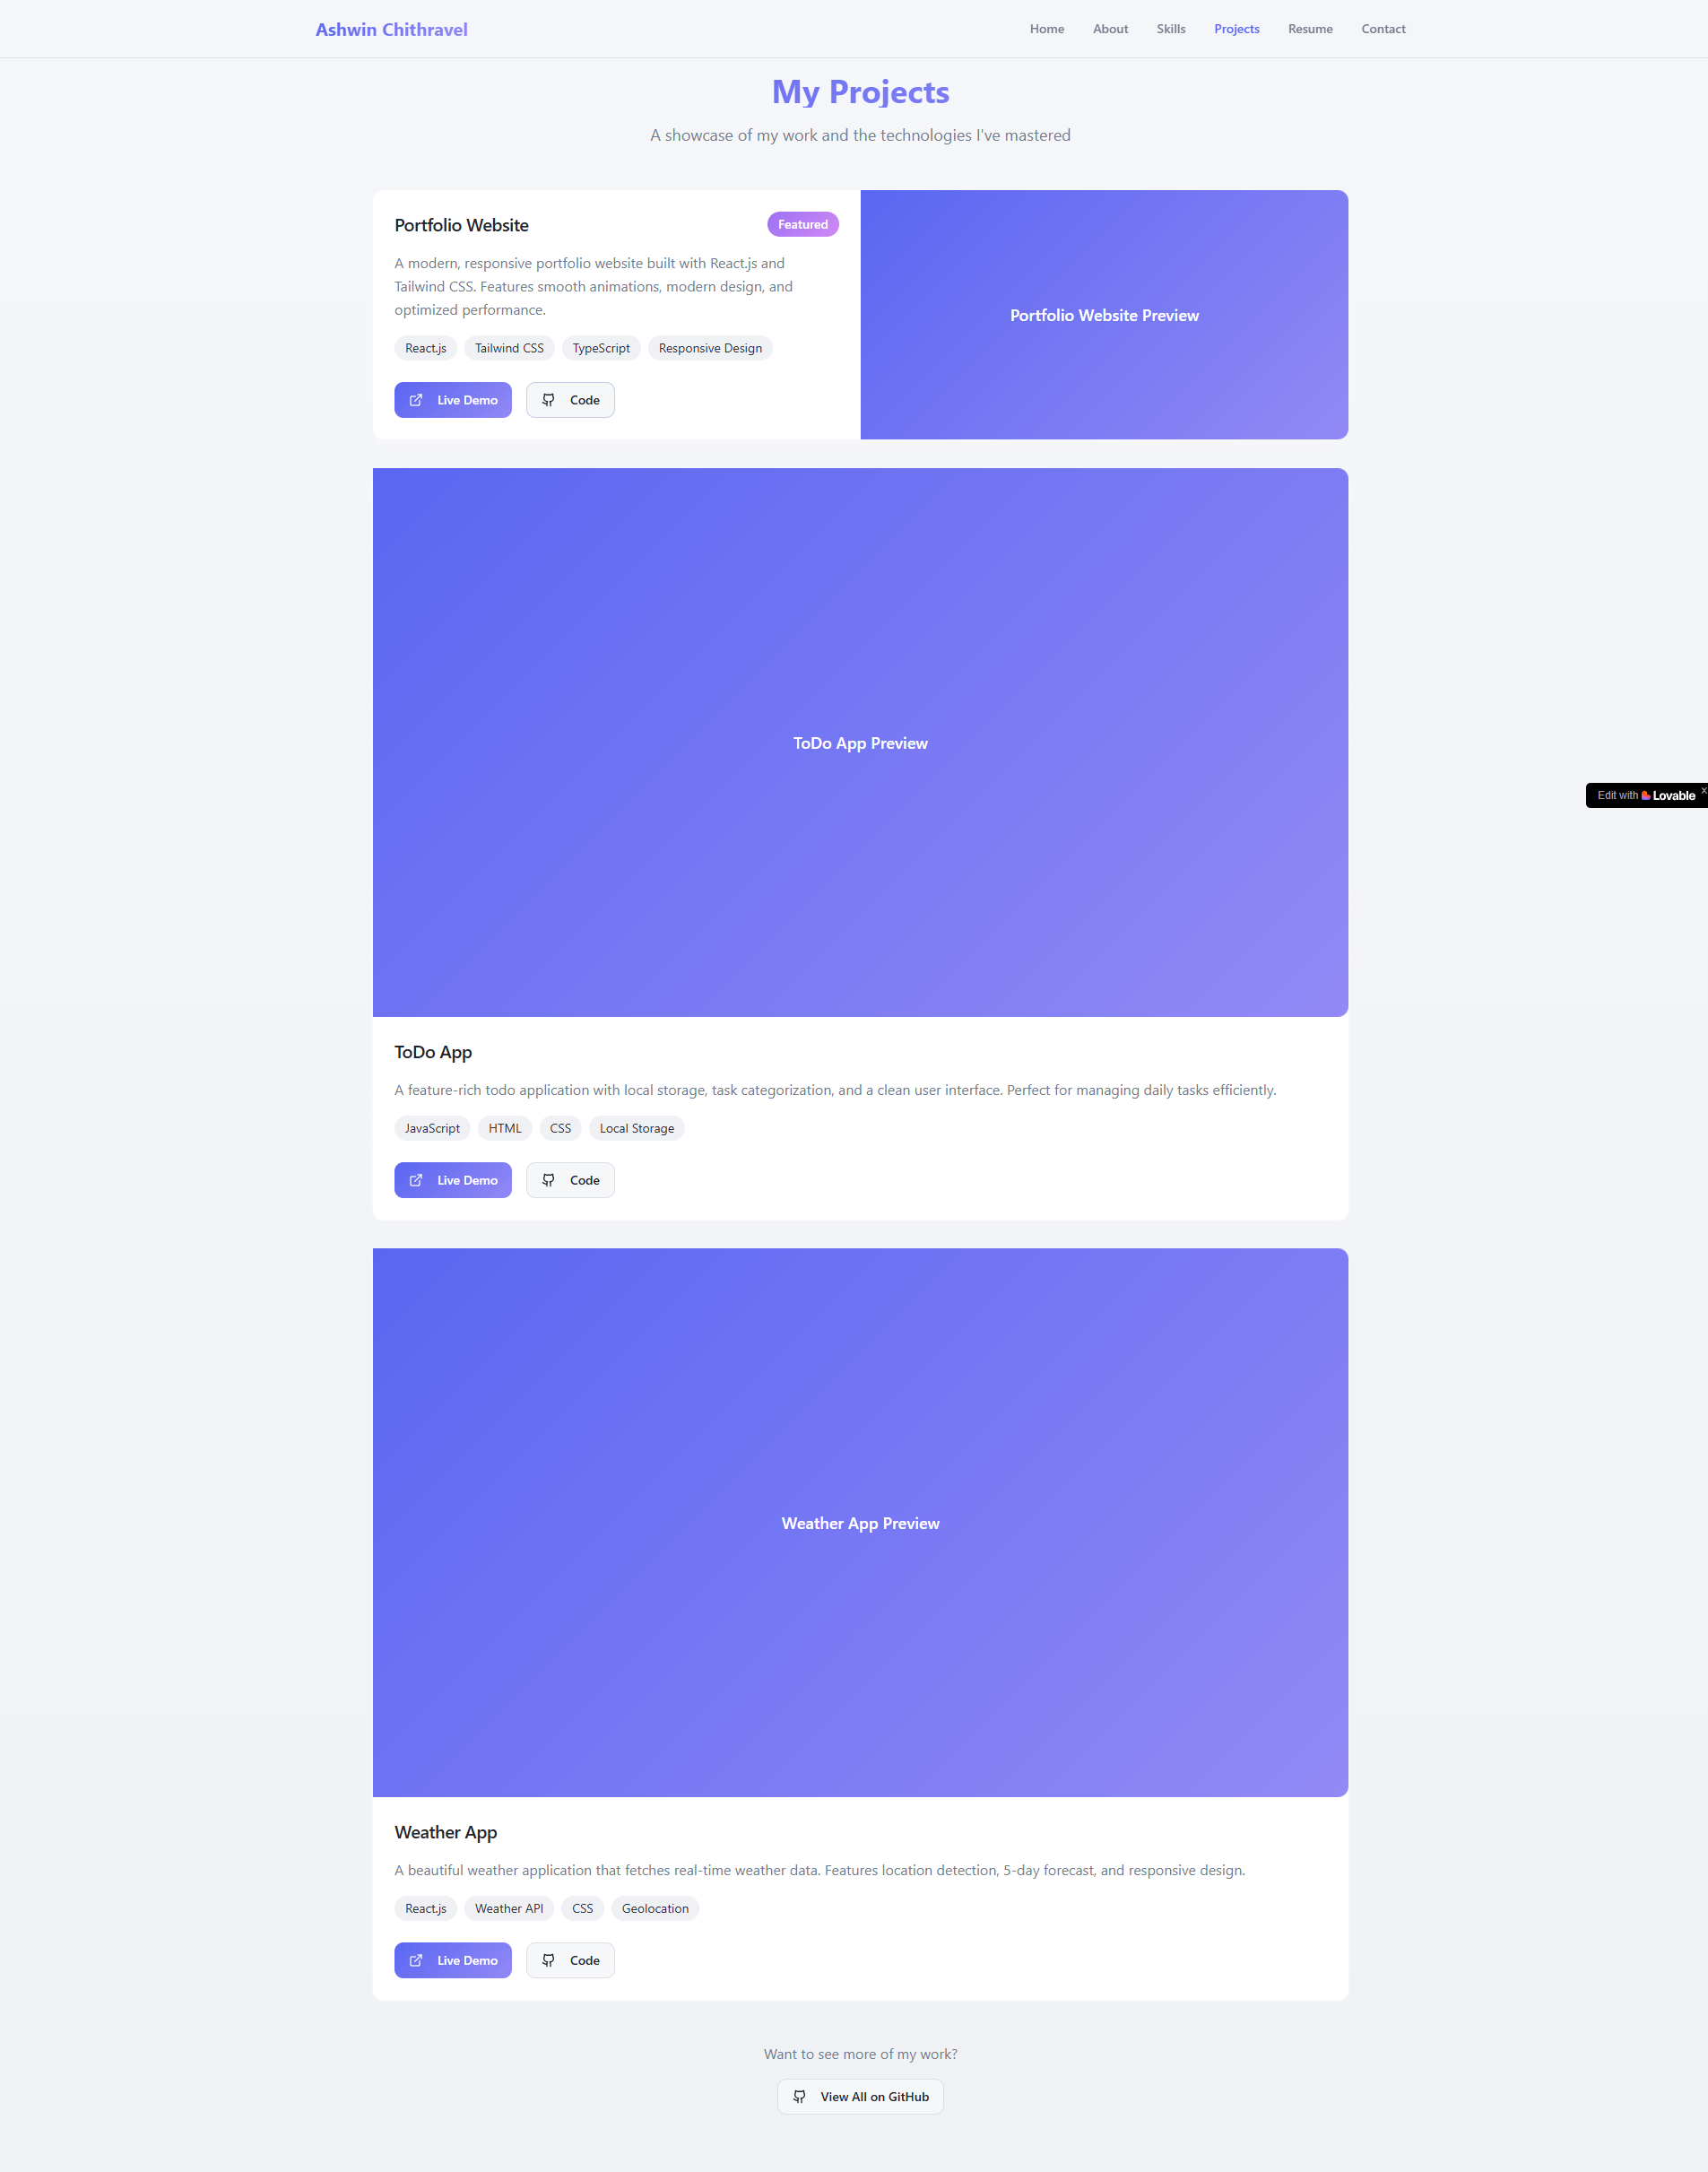 Ashwin Chithravel
Home About Skills Projects Resume Contact
My Projects
A showcase of my work and the technologies I've mastered
Portfolio Website
Featured
A modern, responsive portfolio website built with React.js and
Tailwind CSS. Features smooth animations, modern design, and
optimized performance.
React.js Tailwind CSS TypeScript Responsive Design
Live Demo Code
Portfolio Website Preview
ToDo App Preview
Edit with Lovable ×
ToDo App
A feature-rich todo application with local storage, task categorization, and a clean user interface. Perfect for managing daily tasks efficiently.
JavaScript HTML CSS Local Storage
Live Demo Code
Weather App Preview
Weather App
A beautiful weather application that fetches real-time weather data. Features location detection, 5-day forecast, and responsive design.
React.js Weather API CSS Geolocation
Live Demo Code
Want to see more of my work?
View All on GitHub